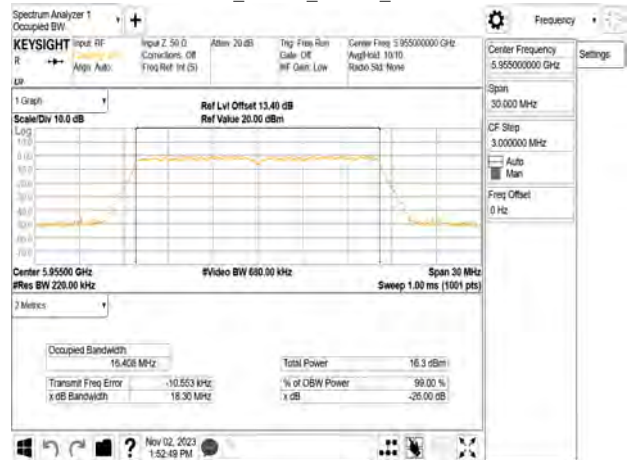 Spectrum Analyzer 1
Occupied BW
+
Frequency
KEYSIGHT
R
Input: RF
Align: Auto
Input Z: 50 Ω
Corrections: Off
Freq Ref: Int (S)
Atten: 20 dB
Trig: Free Run
Gate: Off
#IF Gain: Low
Center Freq: 5.955000000 GHz
Avg|Hold: 10/10
Radio Std: None
Center Frequency
5.955000000 GHz
Settings
Span
30.000 MHz
CF Step
3.000000 MHz
Auto
Man
Freq Offset
0 Hz
1 Graph
Scale/Div 10.0 dB
Ref Lvl Offset 13.40 dB
Ref Value 20.00 dBm
Log
Center 5.95500 GHz
#Res BW 220.00 kHz
#Video BW 680.00 kHz
Span 30 MHz
Sweep 1.00 ms (1001 pts)
2 Metrics
Occupied Bandwidth
16.408 MHz
Total Power
16.3 dBm
Transmit Freq Error
-10.553 kHz
% of OBW Power
99.00 %
x dB Bandwidth
18.30 MHz
x dB
-26.00 dB
?
Nov 02, 2023
1:52:49 PM